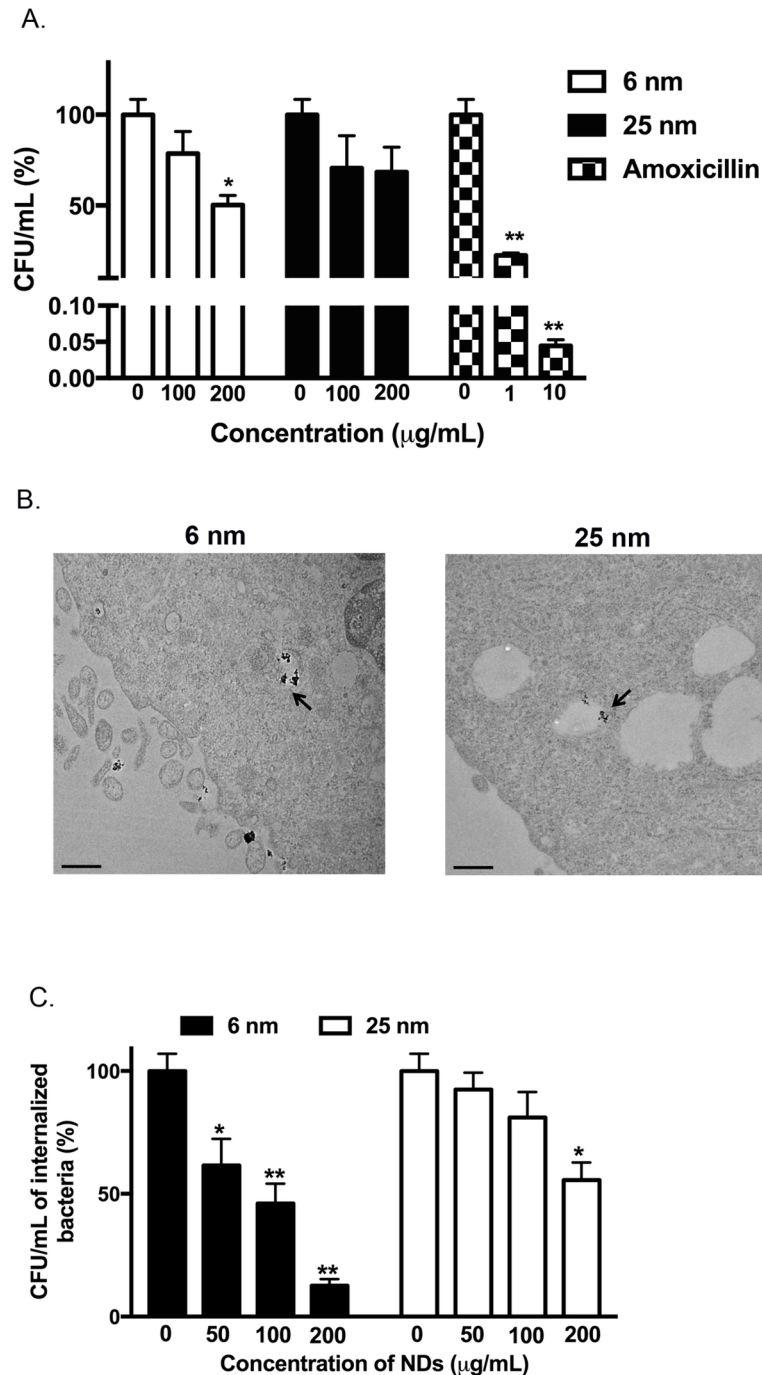 A.
6 nm
25 nm
Amoxicillin
CFU/mL (%)
100
50
0.10
0.05
0.00
*
**
**
0 100 200 0 100 200 0 1 10
Concentration (μg/mL)
B.
6 nm 25 nm
C.
6 nm 25 nm
CFU/mL of internalized
bacteria (%)
100
50
0
*
**
**
*
0 50 100 200 0 50 100 200
Concentration of NDs (μg/mL)